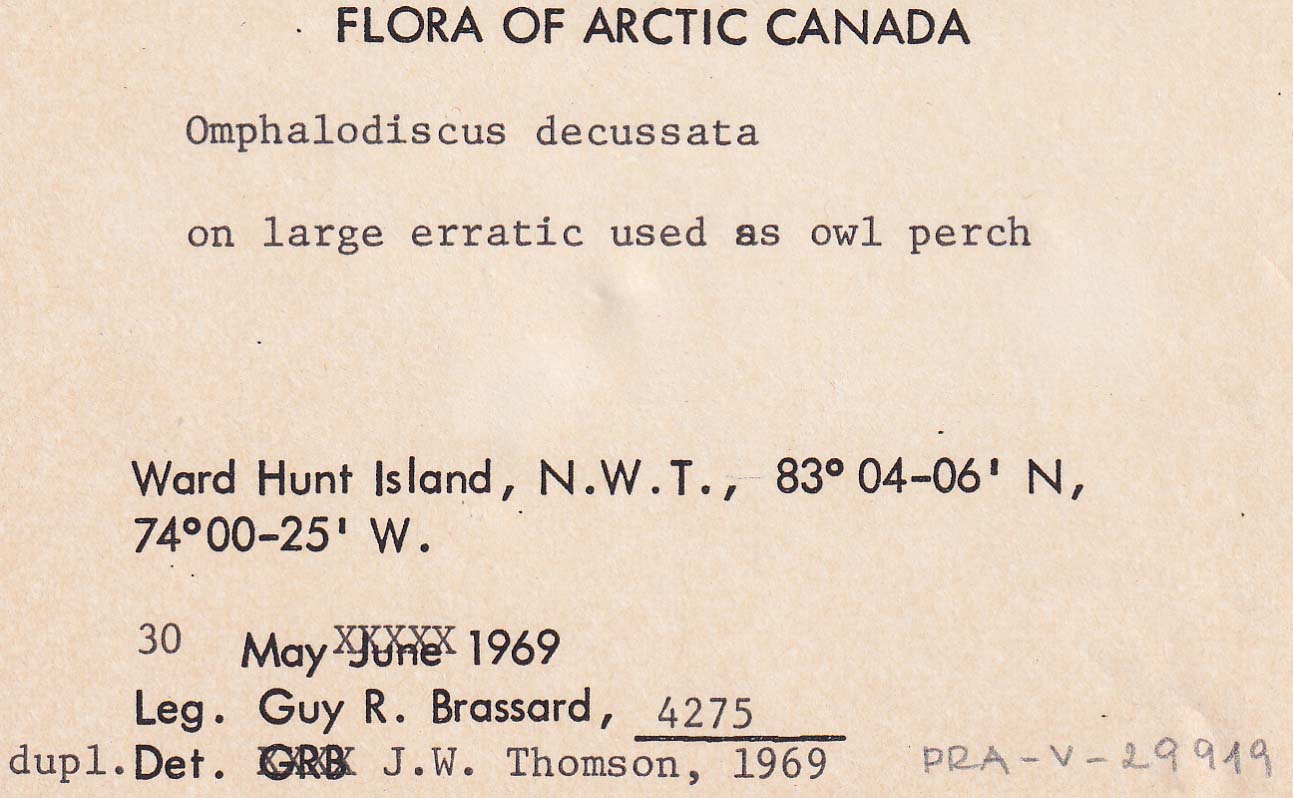 FLORA OF ARCTIC CANADA
Omphalodiscus decussata
on large erratic used as owl perch
Ward Hunt Island, N.W.T., 83° 04-06' N,
74°00-25' W.
30 May June 1969
Leg. Guy R. Brassard, 4275
dupl. Det. GRB J.W. Thomson, 1969 PRA-V-29919